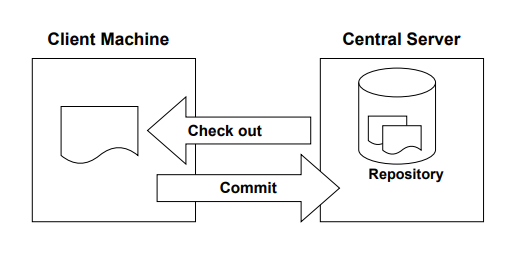 Client Machine
Central Server
Check out
Repository
Commit